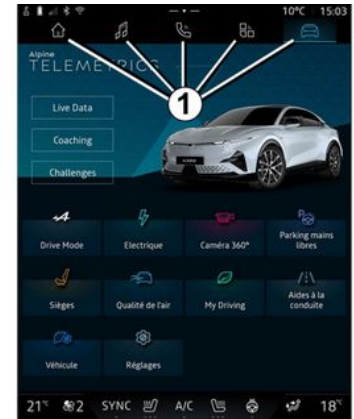 10°C 15:03
Alpine
TELEMETRICS
1
Live Data
Coaching
Challenges
Drive Mode
Electrique
Caméra 360°
Parking mains
libres
Sièges
Qualité de l'air
My Driving
Aides à la
conduite
Véhicule
Réglages
21°C 2 SYNC A/C 18°C